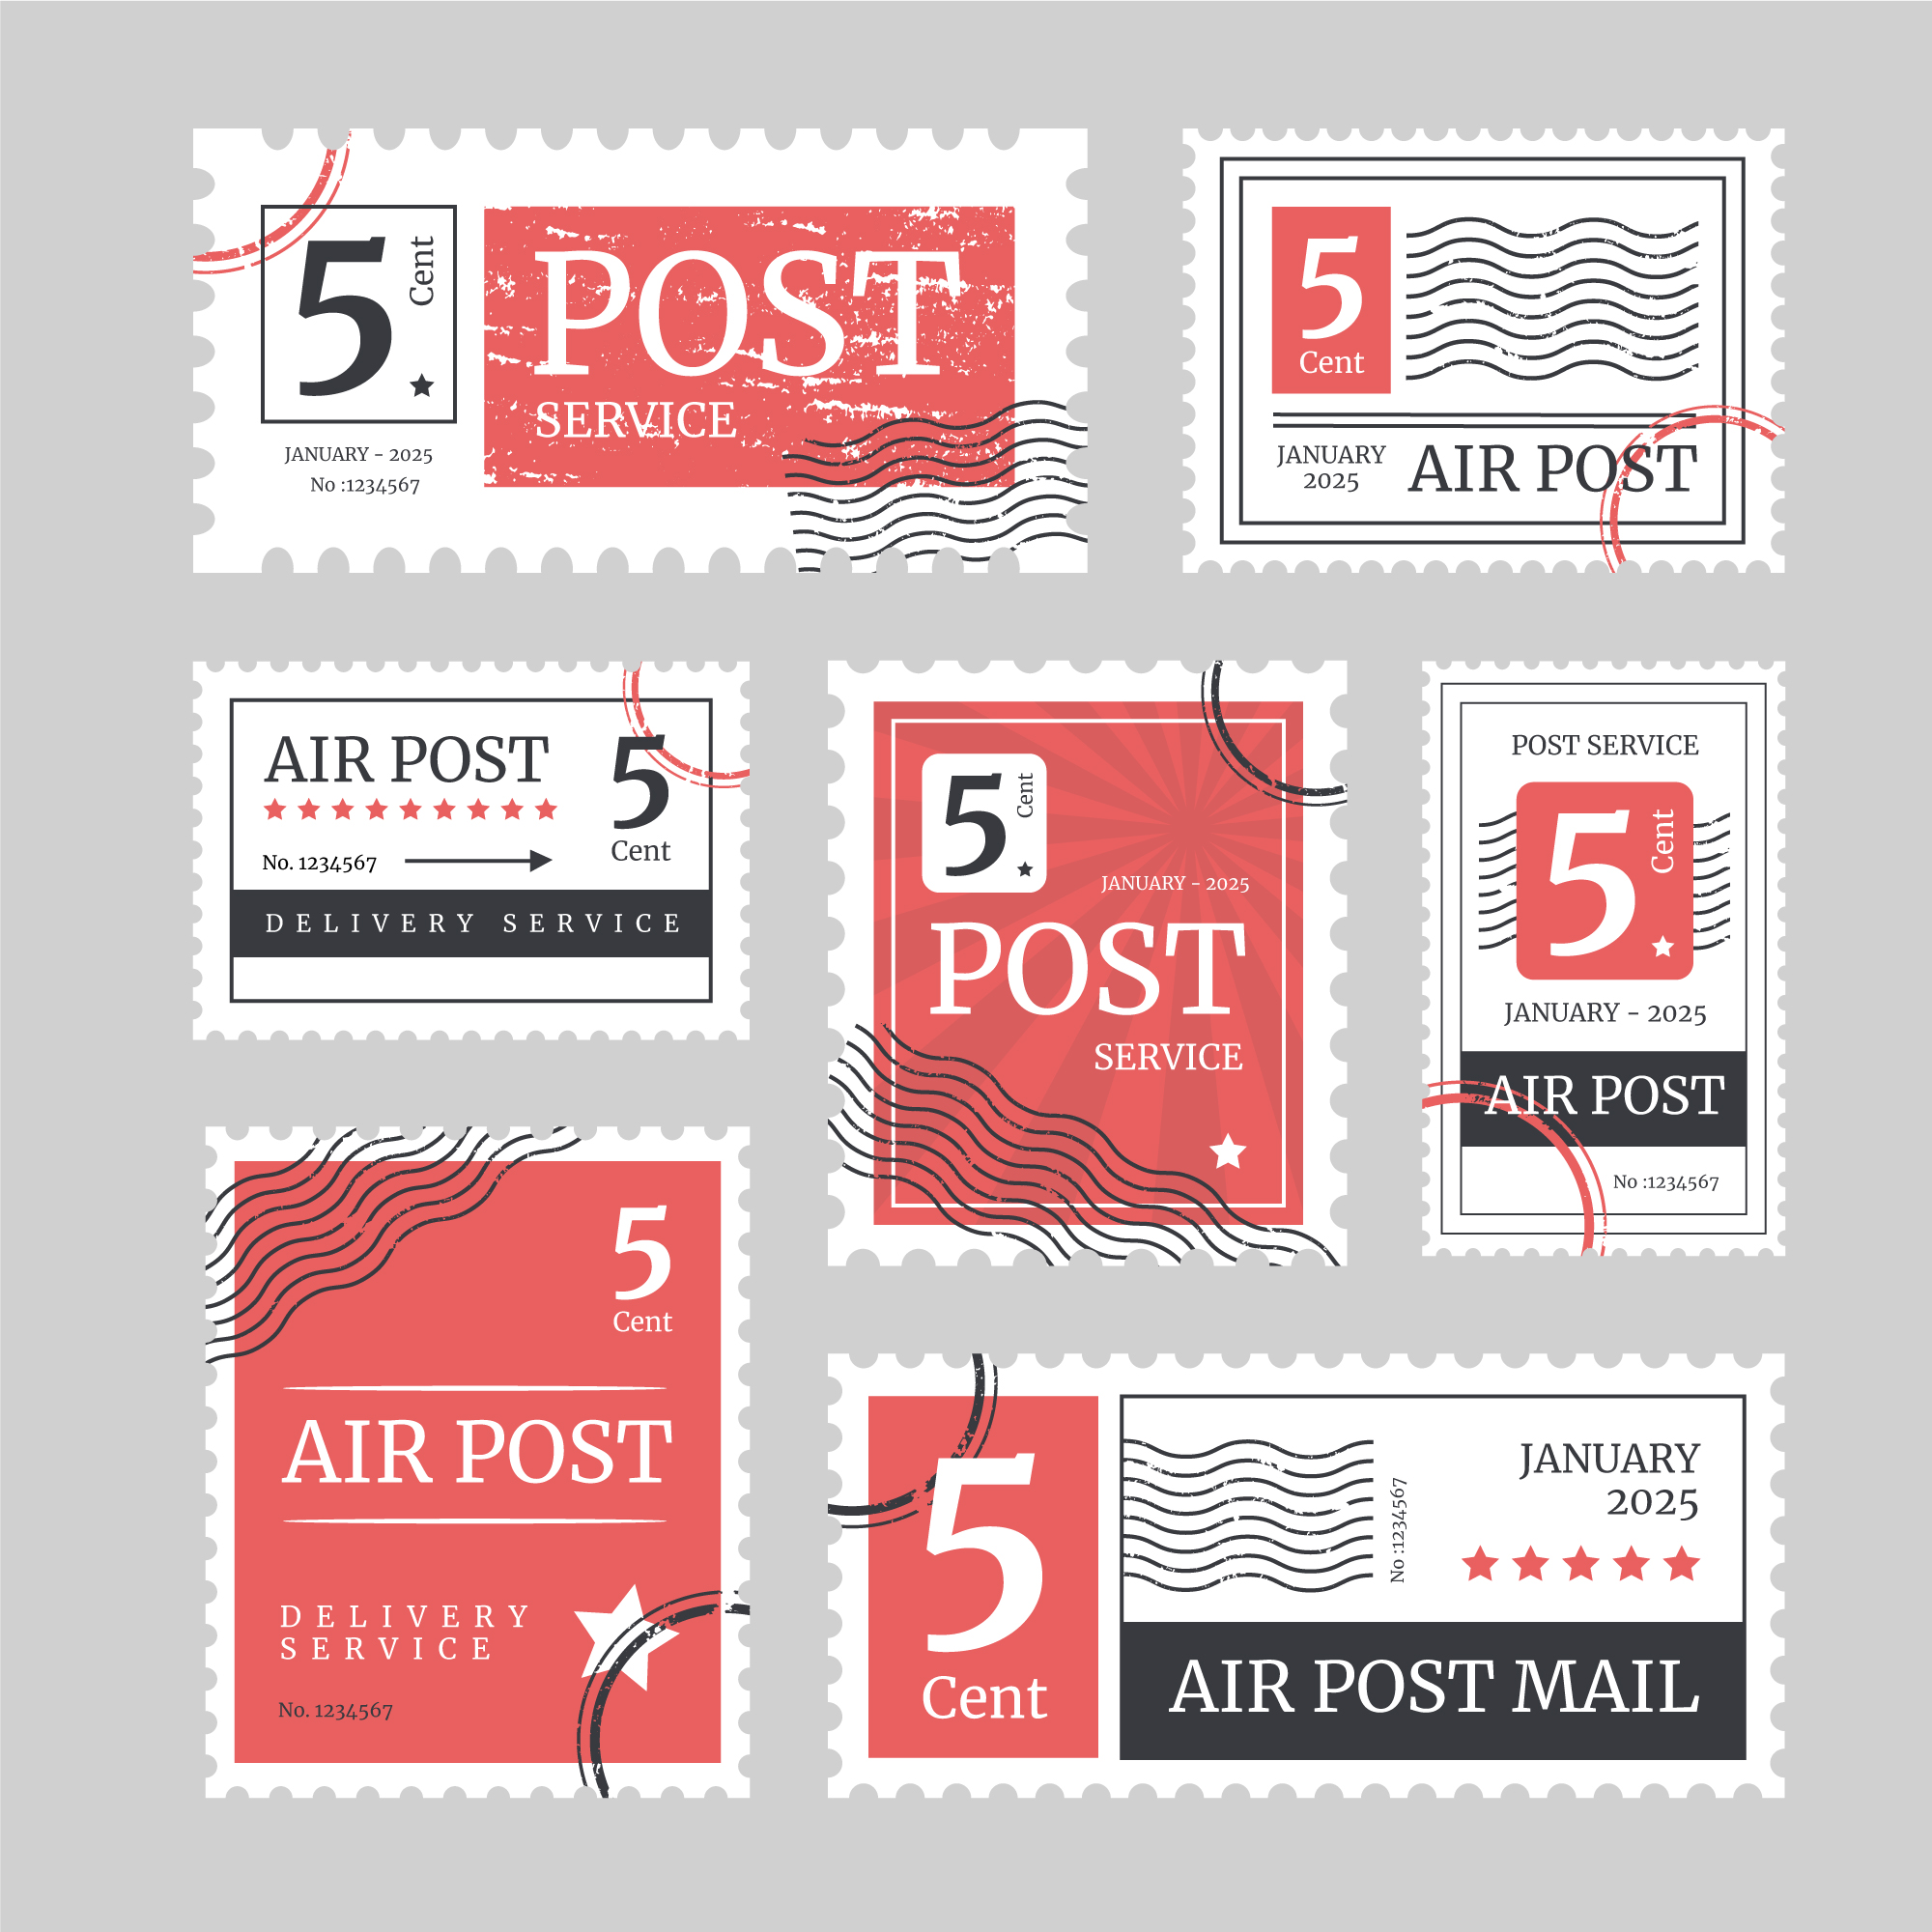 5 Cent
JANUARY - 2025
No :1234567
POST
SERVICE
5
Cent
JANUARY
2025
AIR POST
AIR POST
No. 1234567
5
Cent
DELIVERY SERVICE
5 Cent
JANUARY - 2025
POST
SERVICE
POST SERVICE
5 Cent
JANUARY - 2025
AIR POST
No :1234567
5
Cent
AIR POST
DELIVERY
SERVICE
No. 1234567
5
Cent
No :1234567
JANUARY
2025
AIR POST MAIL